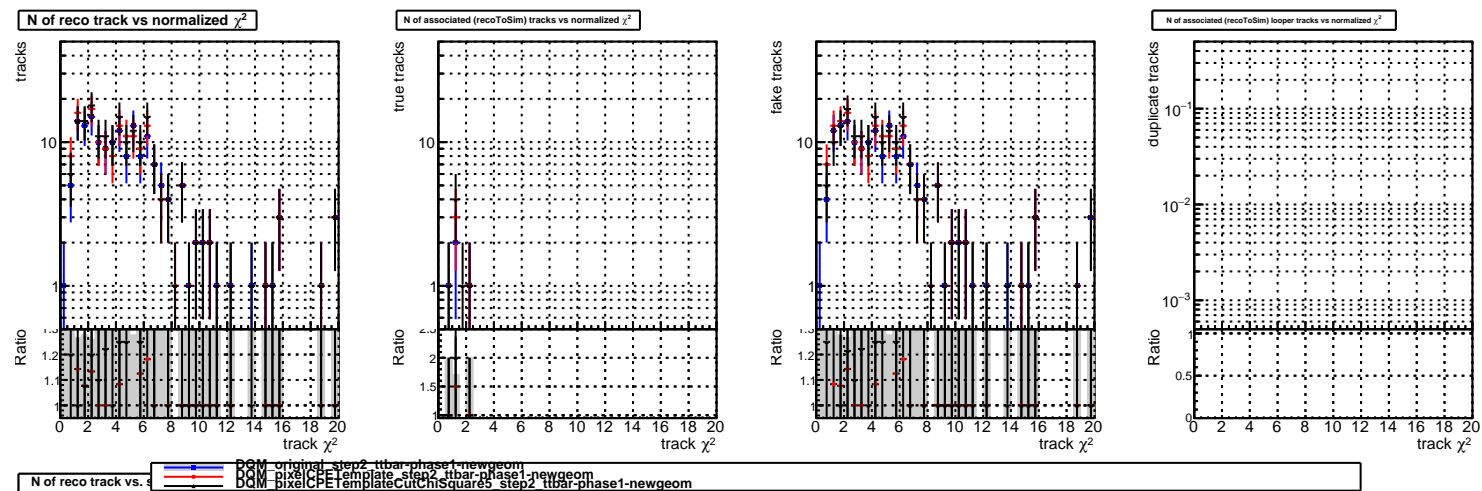 N of reco track vs normalized χ²
N of associated (recoToSim) tracks vs normalized χ²
N of associated (recoToSim) looper tracks vs normalized χ²
tracks
10
1
Ratio
1.3
1.2
1.1
1
0 2 4 6 8 10 12 14 16 18 20
track χ²
true tracks
10
1
Ratio
2.5
2
1.5
1
0 2 4 6 8 10 12 14 16 18 20
track χ²
fake tracks
10
1
Ratio
1.3
1.2
1.1
1
0 2 4 6 8 10 12 14 16 18 20
track χ²
duplicate tracks
10⁻¹
10⁻²
10⁻³
Ratio
1
0.5
0
0 2 4 6 8 10 12 14 16 18 20
track χ²
N of reco track vs.
DQM_original_step2_ttbar-phase1-newgeom
DQM_pixelCPETemplate_step2_ttbar-phase1-newgeom
DQM_pixelCPETemplateCutChiSquare5_step2_ttbar-phase1-newgeom